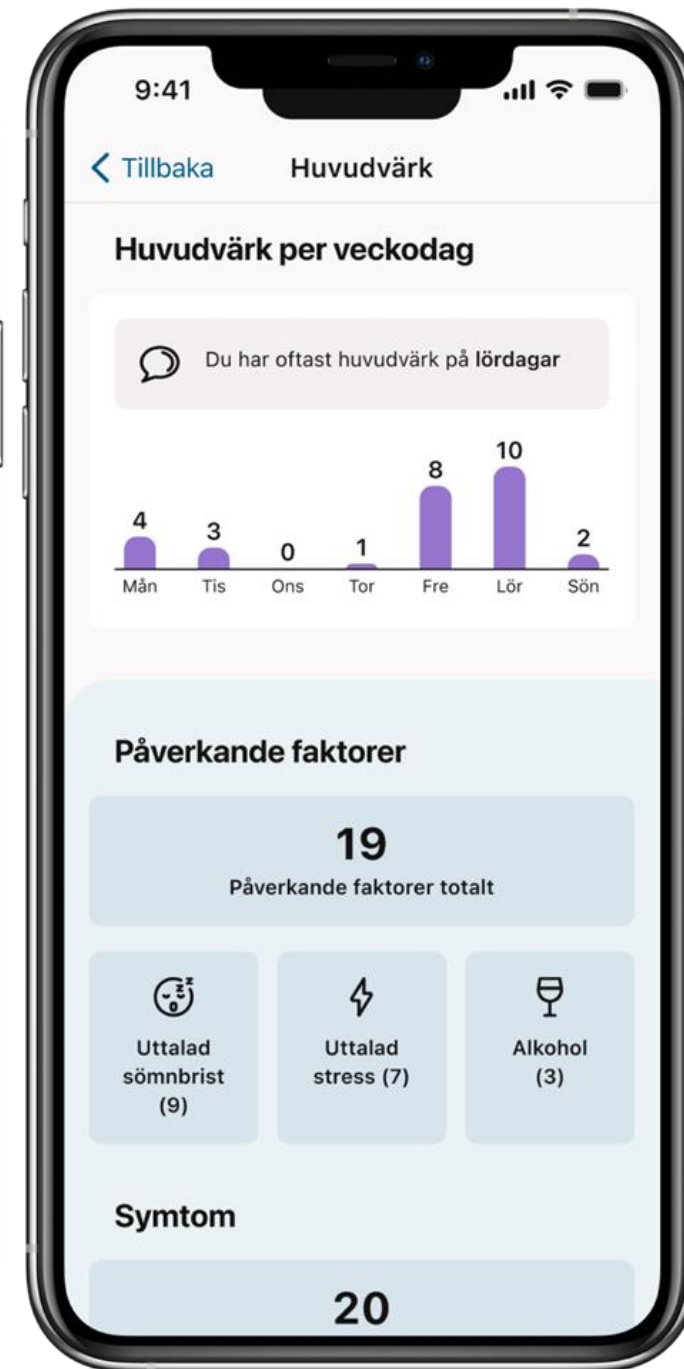 9:41
Tillbaka
Huvudvärk
Huvudvärk per veckodag
Du har oftast huvudvärk på lördagar
4
3
0
1
8
10
2
Mån
Tis
Ons
Tor
Fre
Lör
Sön
Påverkande faktorer
19
Påverkande faktorer totalt
Uttalad
sömnbrist
(9)
Uttalad
stress (7)
Alkohol
(3)
Symtom
20